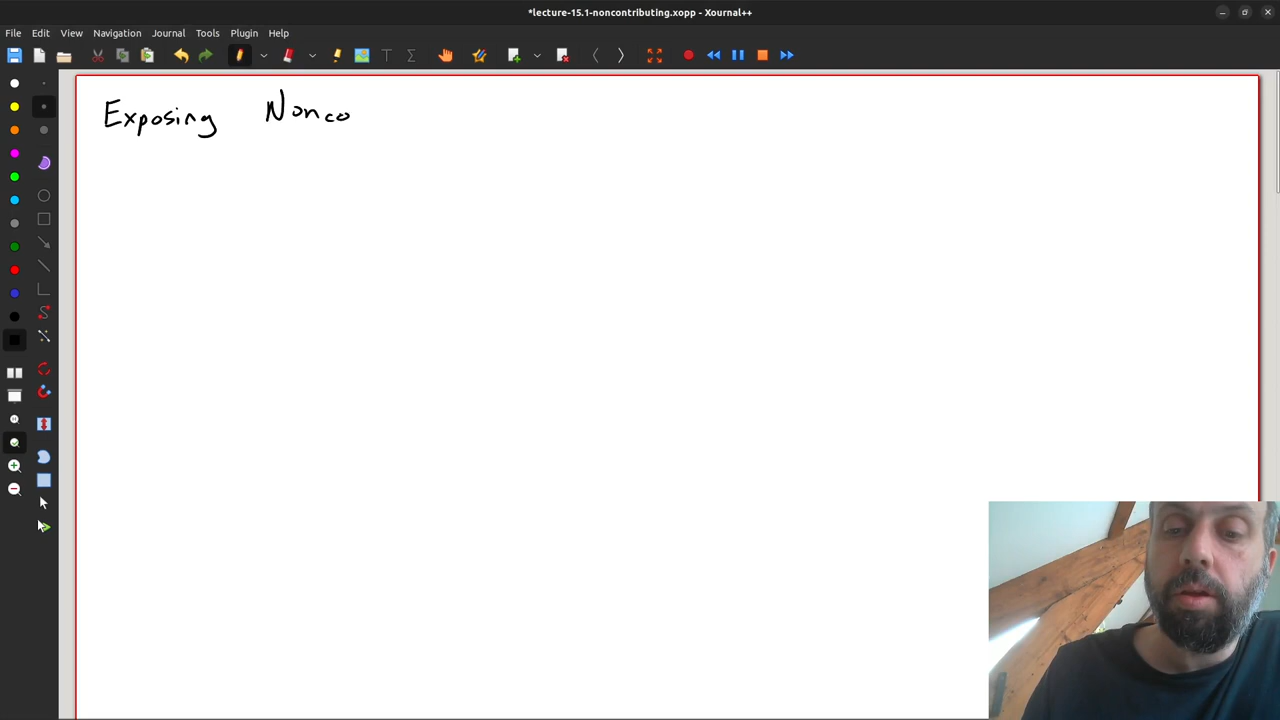 *lecture-15.1-noncontributing.xopp - Xournal++
File Edit View Navigation Journal Tools Plugin Help
Exposing Nonco